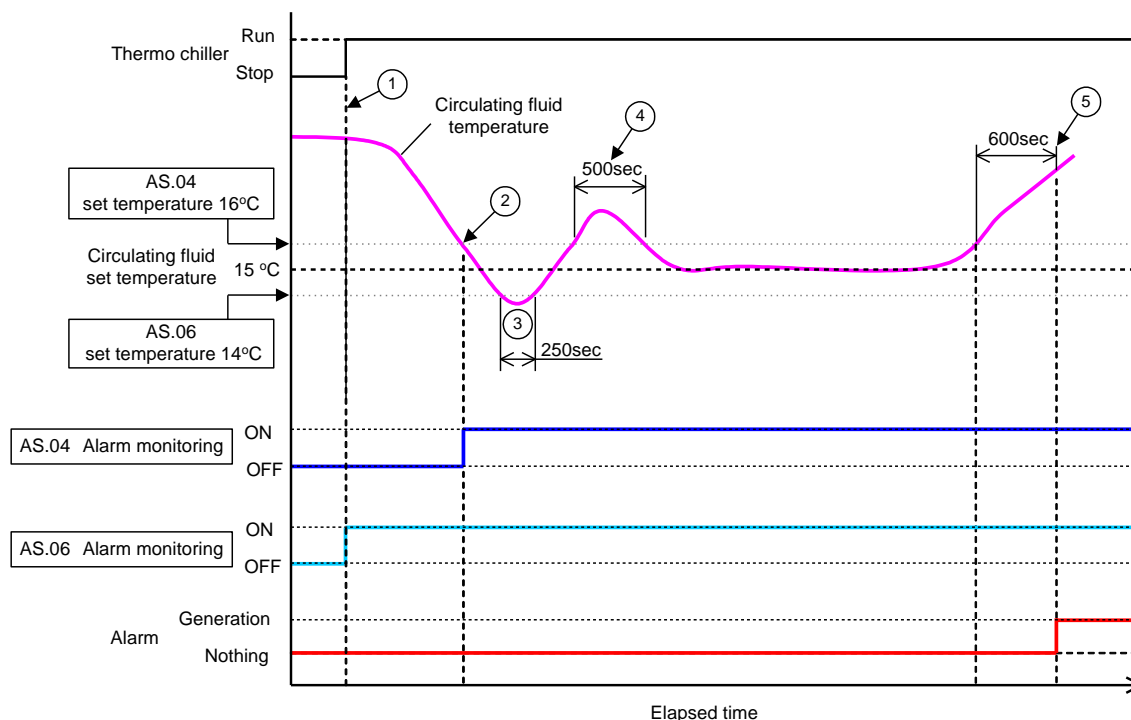 Run
Thermo chiller
Stop
1
Circulating fluid
temperature
4
5
500sec
600sec
AS.04
set temperature 16ºC
2
Circulating fluid
set temperature
15 ºC
AS.06
set temperature 14ºC
3
250sec
AS.04 Alarm monitoring
ON
OFF
AS.06 Alarm monitoring
ON
OFF
Generation
Alarm
Nothing
Elapsed time